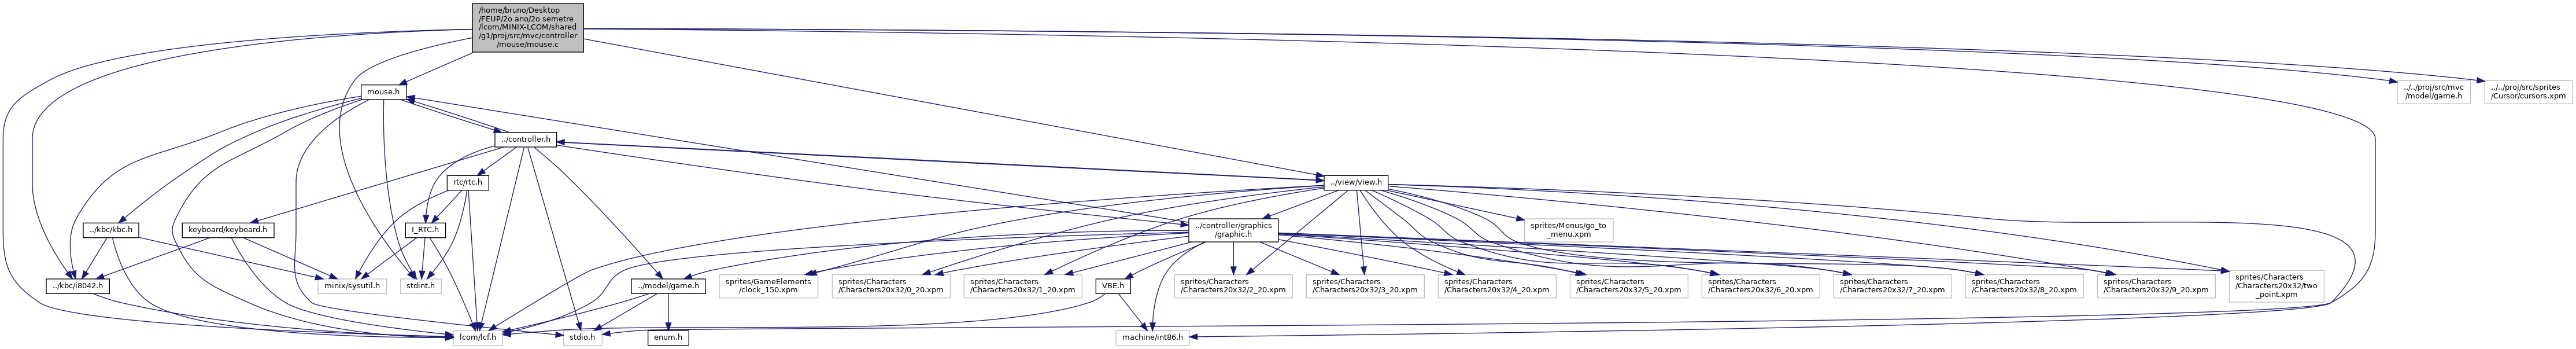 /home/bruno/Desktop
/FEUP/2o ano/2o semetre
/lcom/MINIX-LCOM/shared
/g1/proj/src/mvc/controller
/mouse/mouse.c
mouse.h
../../proj/src/mvc
/model/game.h
../../proj/src/sprites
/Cursor/cursors.xpm
../controller.h
rtc/rtc.h
../view/view.h
../kbc/kbc.h
keyboard/keyboard.h
I_RTC.h
../controller/graphics
/graphic.h
sprites/Menus/go_to
_menu.xpm
../kbc/i8042.h
minix/sysutil.h
stdint.h
../model/game.h
sprites/GameElements
/clock_150.xpm
sprites/Characters
/Characters20x32/0_20.xpm
sprites/Characters
/Characters20x32/1_20.xpm
VBE.h
sprites/Characters
/Characters20x32/2_20.xpm
sprites/Characters
/Characters20x32/3_20.xpm
sprites/Characters
/Characters20x32/4_20.xpm
sprites/Characters
/Characters20x32/5_20.xpm
sprites/Characters
/Characters20x32/6_20.xpm
sprites/Characters
/Characters20x32/7_20.xpm
sprites/Characters
/Characters20x32/8_20.xpm
sprites/Characters
/Characters20x32/9_20.xpm
sprites/Characters
/Characters20x32/two
_point.xpm
lcom/lcf.h
stdio.h
enum.h
machine/int86.h